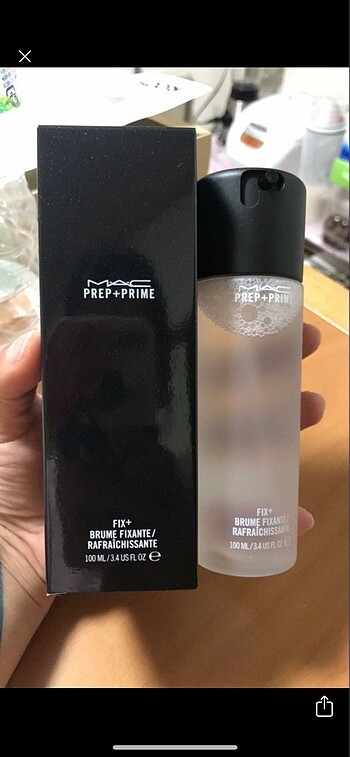 MAC
PREP+PRIME
FIX+
BRUME FIXANTE/
RAFRAÎCHISSANTE
100 ML / 3.4 US FL OZ e
MAC
PREP+PRIM
FIX+
BRUME FIXANTE/
RAFRAÎCHISSANTE
100 ML / 3.4 US FL OZ e